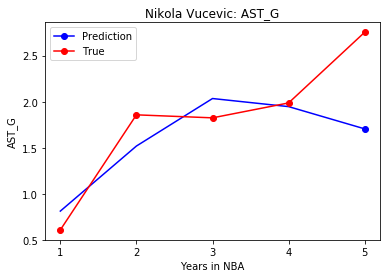 Nikola Vucevic: AST_G
Prediction
True
2.5
2.0
1.5
1.0
0.5
AST_G
1 2 3 4 5
Years in NBA